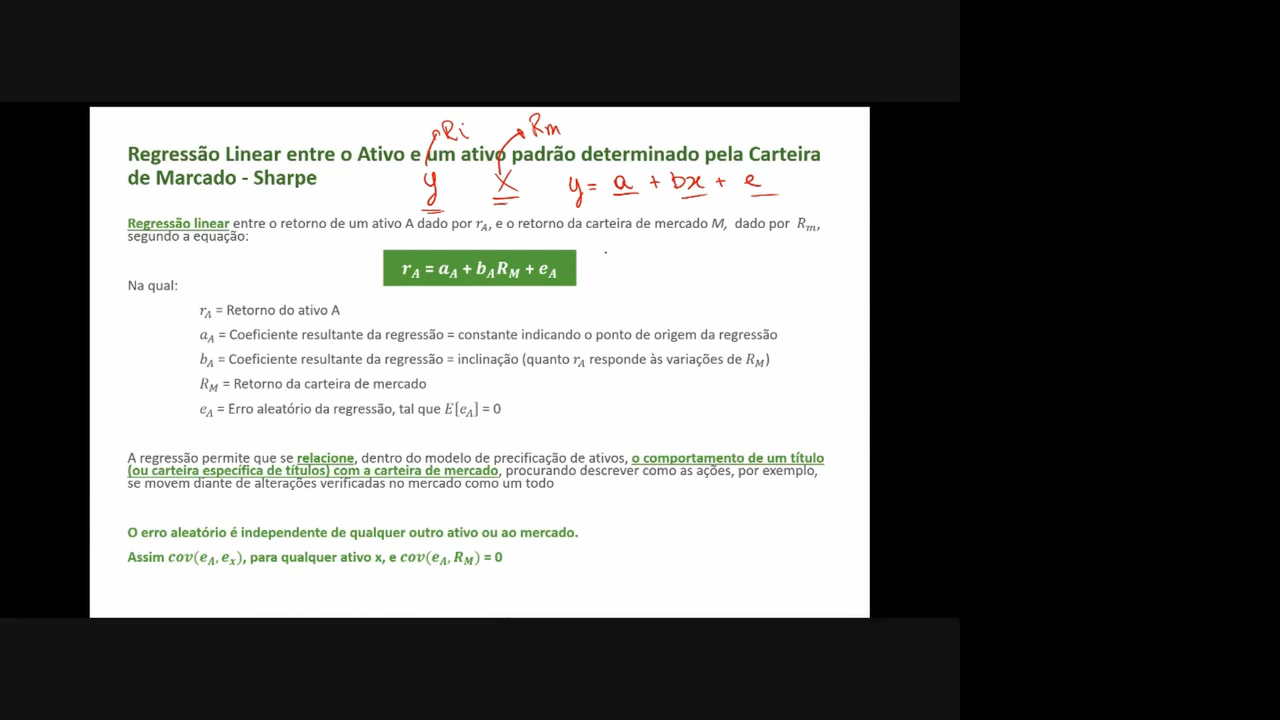 Ri Rm
Regressão Linear entre o Ativo e um ativo padrão determinado pela Carteira
de Marcado - Sharpe
y x y = a + bx + e
Regressão linear entre o retorno de um ativo A dado por r_A, e o retorno da carteira de mercado M, dado por R_m,
segundo a equação:
r_A = a_A + b_A R_M + e_A
Na qual:
r_A = Retorno do ativo A
a_A = Coeficiente resultante da regressão = constante indicando o ponto de origem da regressão
b_A = Coeficiente resultante da regressão = inclinação (quanto r_A responde às variações de R_M)
R_M = Retorno da carteira de mercado
e_A = Erro aleatório da regressão, tal que E[e_A] = 0
A regressão permite que se relacione, dentro do modelo de precificação de ativos, o comportamento de um título
(ou carteira específica de títulos) com a carteira de mercado, procurando descrever como as ações, por exemplo,
se movem diante de alterações verificadas no mercado como um todo
O erro aleatório é independente de qualquer outro ativo ou ao mercado.
Assim cov(e_A, e_x), para qualquer ativo x, e cov(e_A, R_M) = 0